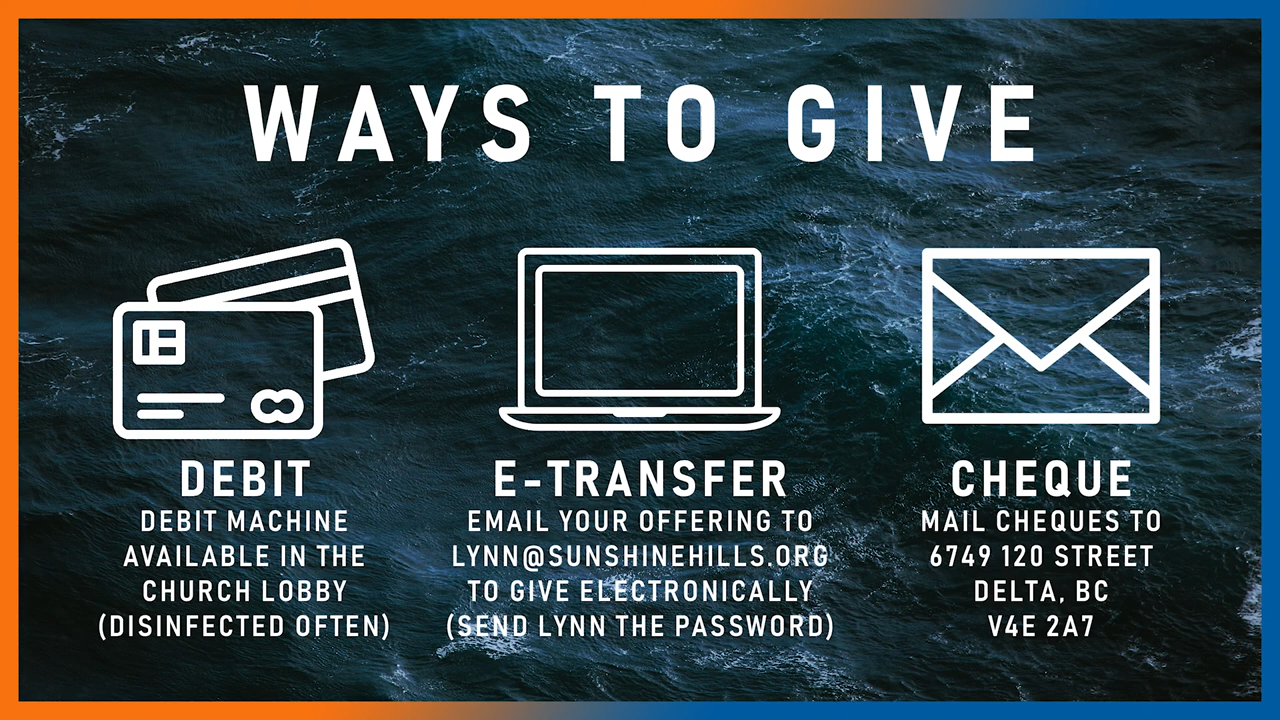 WAYS TO GIVE
DEBIT
DEBIT MACHINE
AVAILABLE IN THE
CHURCH LOBBY
(DISINFECTED OFTEN)
E-TRANSFER
EMAIL YOUR OFFERING TO
LYNN@SUNSHINEHILLS.ORG
TO GIVE ELECTRONICALLY
(SEND LYNN THE PASSWORD)
CHEQUE
MAIL CHEQUES TO
6749 120 STREET
DELTA, BC
V4E 2A7